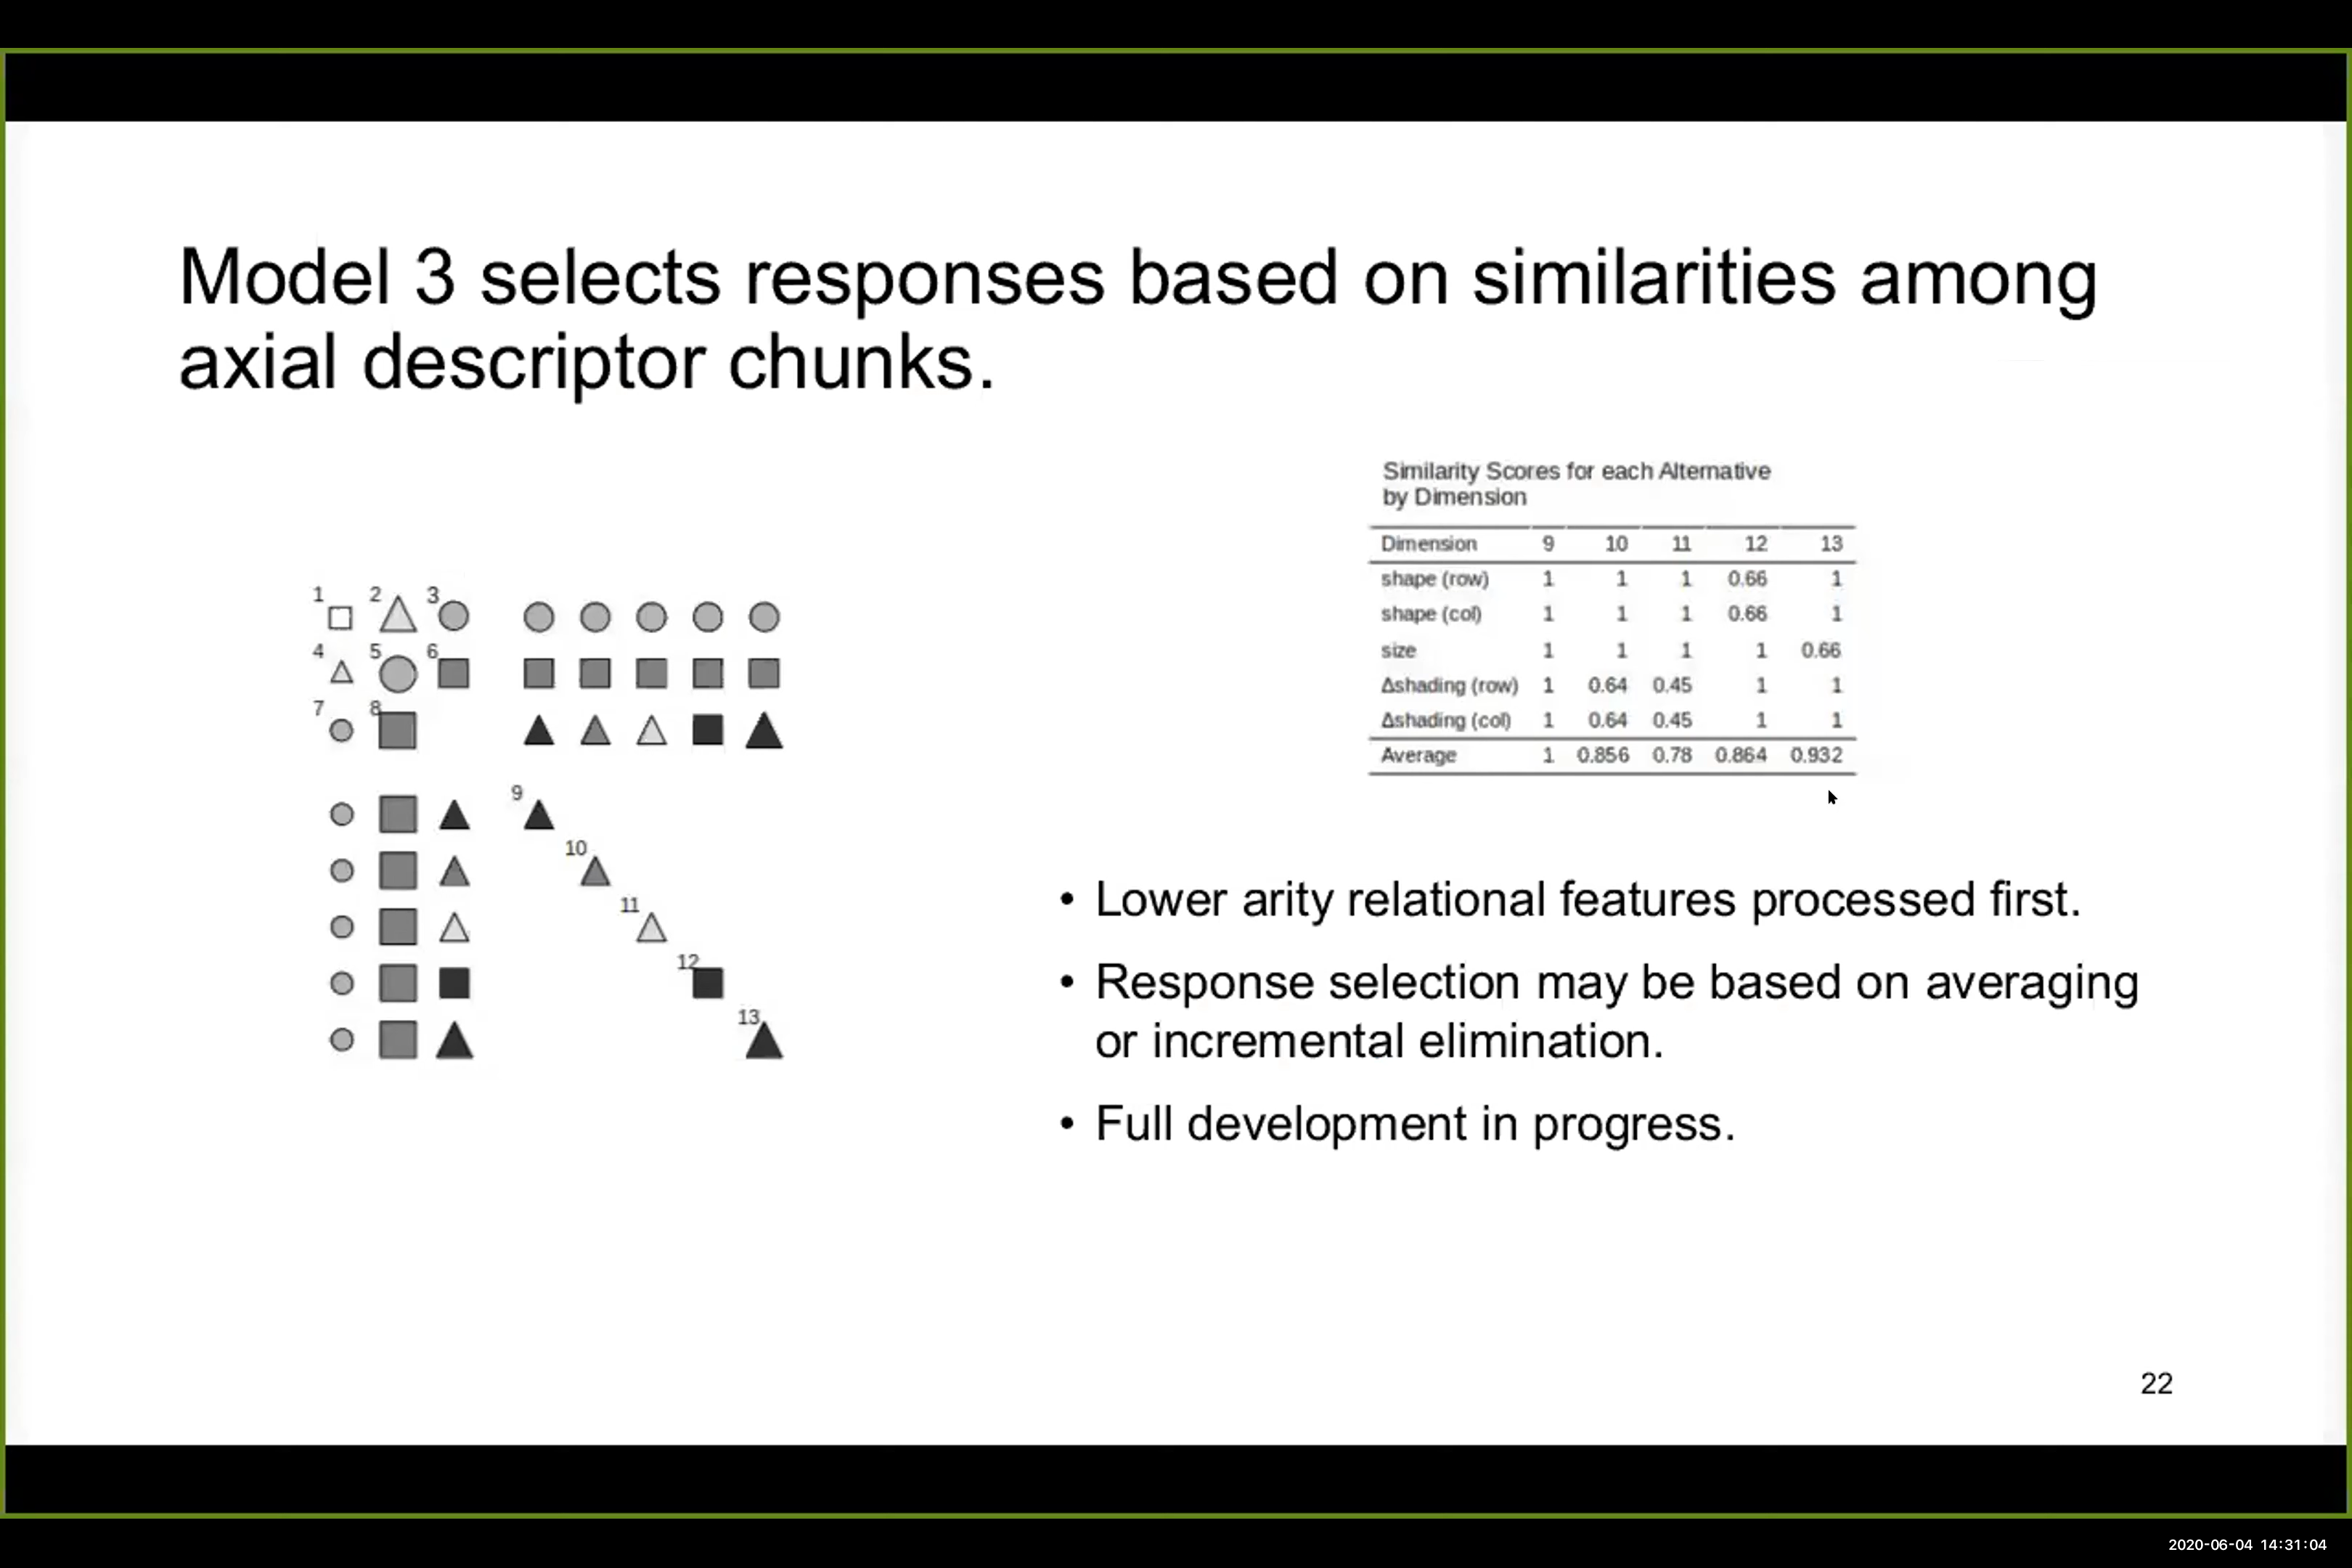 Model 3 selects responses based on similarities among
axial descriptor chunks.
1 2 3
4 5 6
7 8
9
10
11
12
13
Similarity Scores for each Alternative
by Dimension
Dimension 9 10 11 12 13
shape (row) 1 1 1 0.66 1
shape (col) 1 1 1 0.66 1
size 1 1 1 1 0.66
Δshading (row) 1 0.64 0.45 1 1
Δshading (col) 1 0.64 0.45 1 1
Average 1 0.856 0.78 0.864 0.932
• Lower arity relational features processed first.
• Response selection may be based on averaging
or incremental elimination.
• Full development in progress.
22
2020-06-04 14:31:04